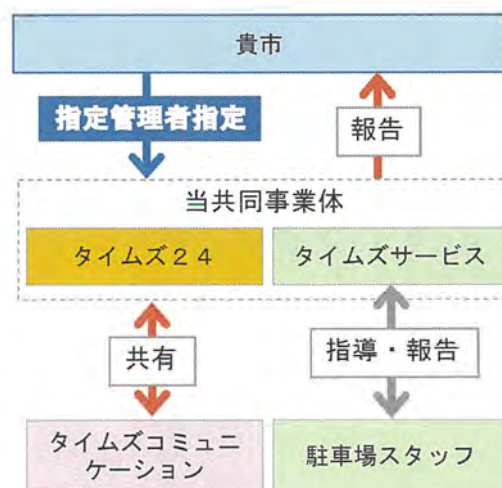 貴市
指定管理者指定
報告
当共同事業体
タイムズ24
タイムズサービス
共有
指導・報告
タイムズコミュニ
ケーション
駐車場スタッフ